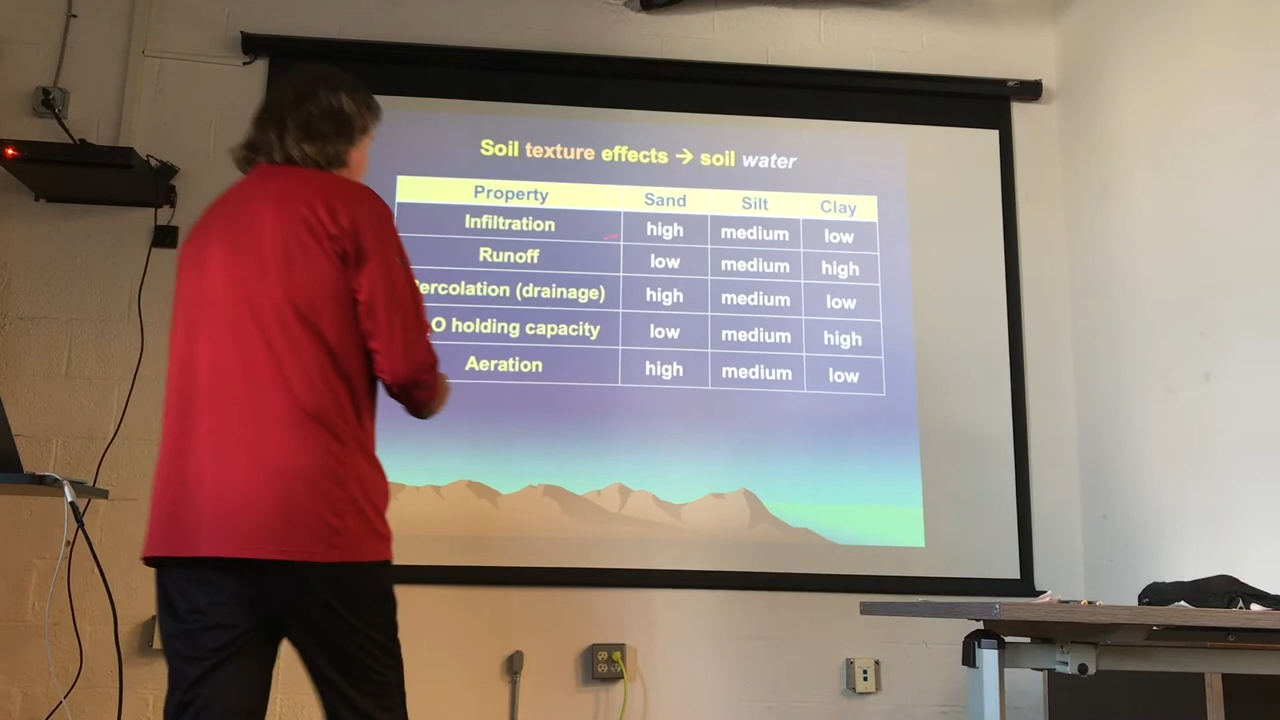 Soil texture effects → soil water
Property Sand Silt Clay
Infiltration high medium low
Runoff low medium high
ercolation (drainage) high medium low
O holding capacity low medium high
Aeration high medium low